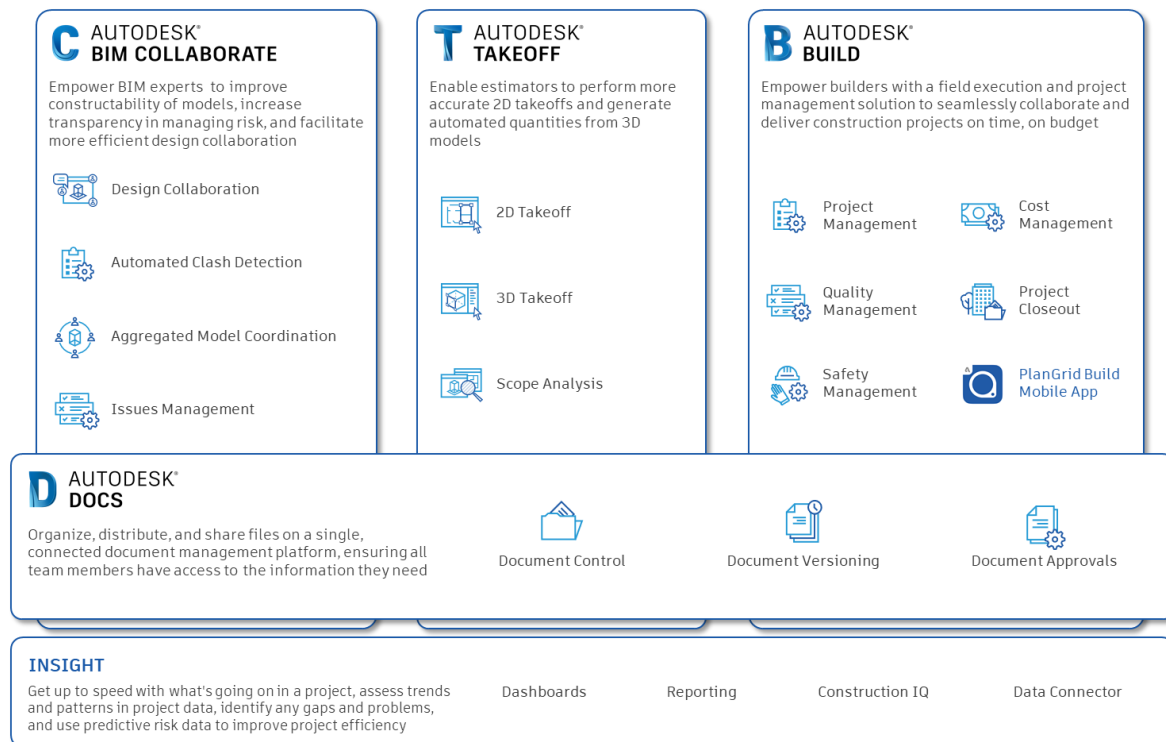 C
AUTODESK®
BIM COLLABORATE
Empower BIM experts to improve
constructability of models, increase
transparency in managing risk, and facilitate
more efficient design collaboration
Design Collaboration
Automated Clash Detection
Aggregated Model Coordination
Issues Management
T
AUTODESK®
TAKEOFF
Enable estimators to perform more
accurate 2D takeoffs and generate
automated quantities from 3D
models
2D Takeoff
3D Takeoff
Scope Analysis
B
AUTODESK®
BUILD
Empower builders with a field execution and project
management solution to seamlessly collaborate and
deliver construction projects on time, on budget
Project
Management
Cost
Management
Quality
Management
Project
Closeout
Safety
Management
PlanGrid Build
Mobile App
D
AUTODESK®
DOCS
Organize, distribute, and share files on a single,
connected document management platform, ensuring all
team members have access to the information they need
Document Control
Document Versioning
Document Approvals
INSIGHT
Get up to speed with what's going on in a project, assess trends
and patterns in project data, identify any gaps and problems,
and use predictive risk data to improve project efficiency
Dashboards
Reporting
Construction IQ
Data Connector